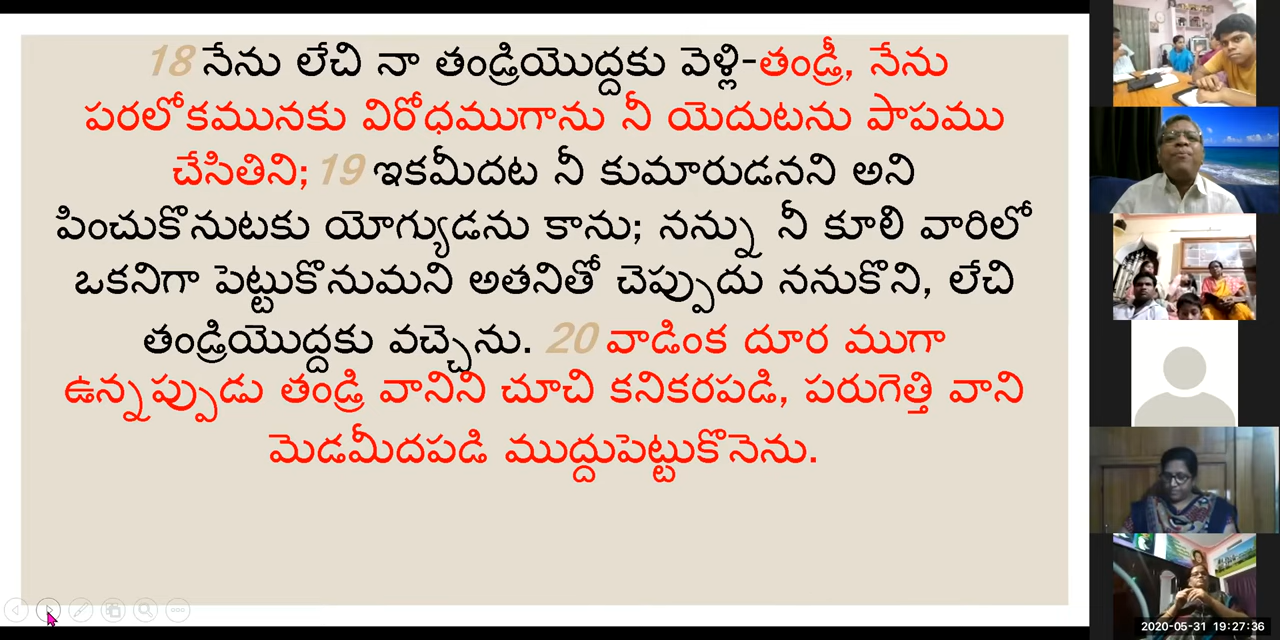 18 నేను లేచి నా తండ్రియొద్దకు వెళ్లి-తండ్రీ, నేను
పరలోకమునకు విరోధముగాను నీ యెదుటను పాపము
చేసితిని; 19 ఇకమీదట నీ కుమారుడనని అని
పించుకొనుటకు యోగ్యుడను కాను; నన్ను నీ కూలి వారిలో
ఒకనిగా పెట్టుకొనుమని అతనితో చెప్పుదు ననుకొని, లేచి
తండ్రియొద్దకు వచ్చెను. 20 వాడింక దూర ముగా
ఉన్నప్పుడు తండ్రి వానిని చూచి కనికరపడి, పరుగెత్తి వాని
మెడమీదపడి ముద్దుపెట్టుకొనెను.
2020-05-31 19:27:36